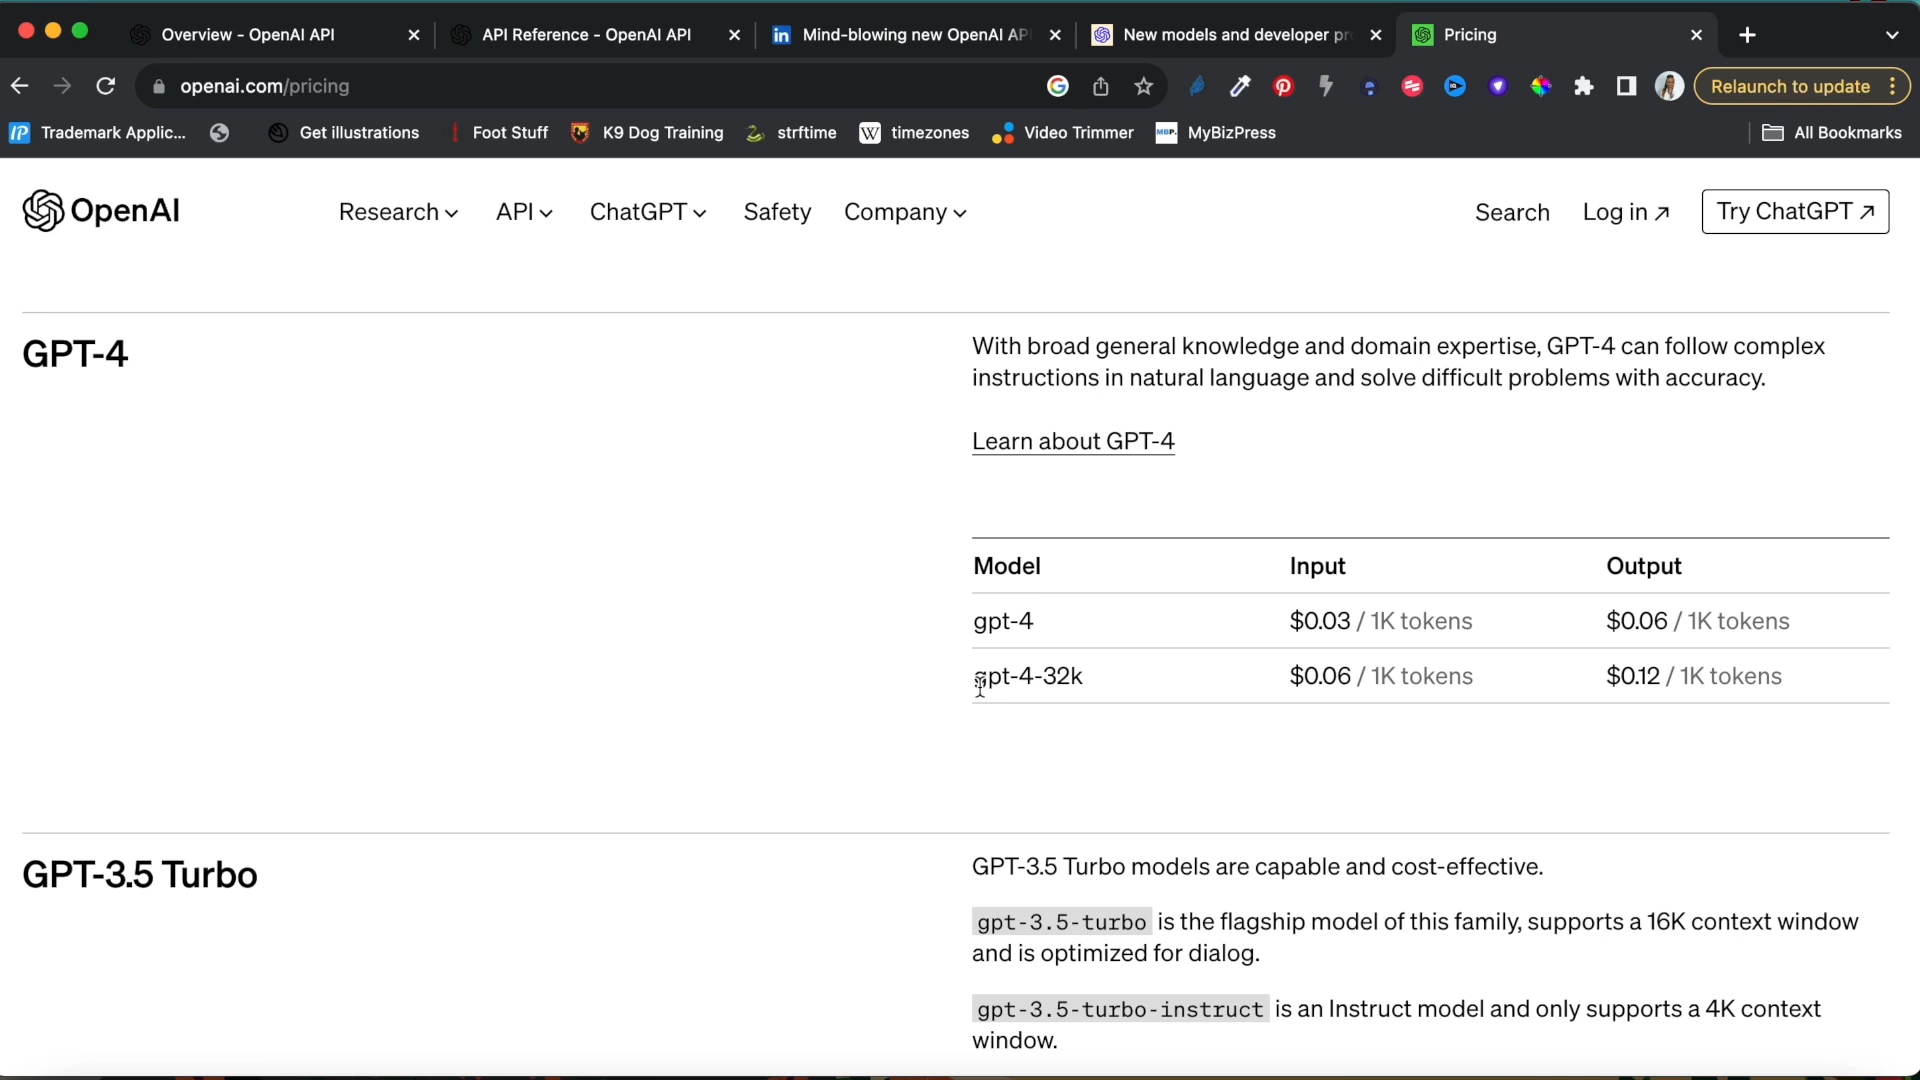 Overview - OpenAI API
API Reference - OpenAI API
in Mind-blowing new OpenAI AP
New models and developer pr
Pricing
openai.com/pricing
Relaunch to update
IP Trademark Applic...
Get illustrations
Foot Stuff
K9 Dog Training
strftime
W timezones
Video Trimmer
MBP. MyBizPress
All Bookmarks
OpenAI
Research
API
ChatGPT
Safety
Company
Search
Log in ↗
Try ChatGPT ↗
GPT-4
With broad general knowledge and domain expertise, GPT-4 can follow complex
instructions in natural language and solve difficult problems with accuracy.
Learn about GPT-4
Model Input Output
gpt-4 $0.03 / 1K tokens $0.06 / 1K tokens
gpt-4-32k $0.06 / 1K tokens $0.12 / 1K tokens
GPT-3.5 Turbo
GPT-3.5 Turbo models are capable and cost-effective.
gpt-3.5-turbo is the flagship model of this family, supports a 16K context window
and is optimized for dialog.
gpt-3.5-turbo-instruct is an Instruct model and only supports a 4K context
window.